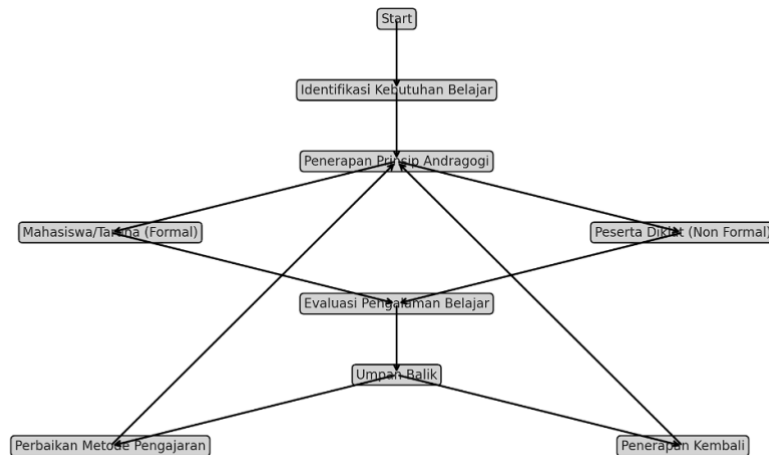 Start
Identifikasi Kebutuhan Belajar
Penerapan Prinsip Andragogi
Mahasiswa/Taruna (Formal)
Peserta Diklat (Non Formal)
Evaluasi Pengalaman Belajar
Umpan Balik
Perbaikan Metode Pengajaran
Penerapan Kembali